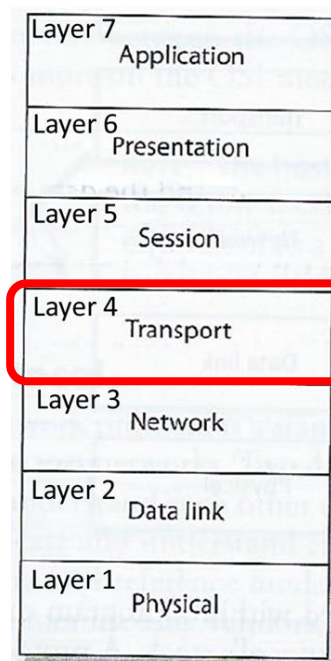 Layer 7
Application
Layer 6
Presentation
Layer 5
Session
Layer 4
Transport
Layer 3
Network
Layer 2
Data link
Layer 1
Physical